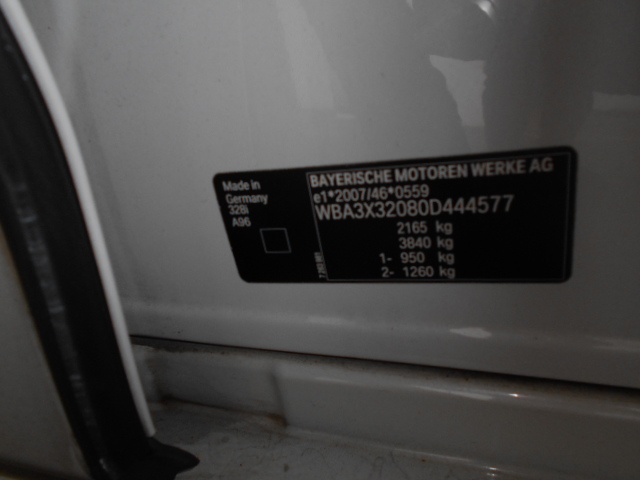 Made in
Germany
328i
A96
BAYERISCHE MOTOREN WERKE AG
e1*2007/46*0559
WBA3X32080D444577
2165 kg
3840 kg
1- 950 kg
2- 1260 kg